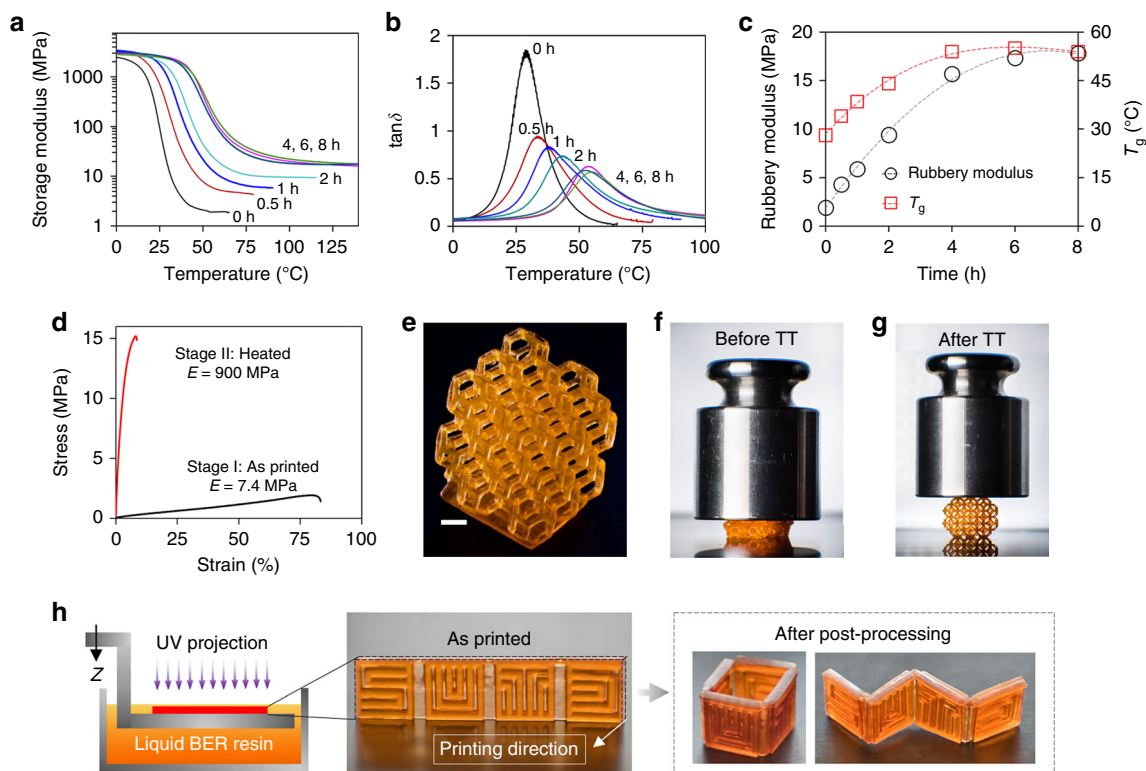 a
Storage modulus (MPa)
1000
100
10
1
0 25 50 75 100 125
Temperature (°C)
4, 6, 8 h
2 h
1 h
0.5 h
0 h
b
tanδ
2
1.5
1
0.5
0
0 25 50 75 100
Temperature (°C)
0 h
0.5 h
1 h
2 h
4, 6, 8 h
c
Rubbery modulus (MPa)
20
15
10
5
0
0 2 4 6 8
Time (h)
60
45
30
15
0
Tg (°C)
Rubbery modulus
Tg
d
Stress (MPa)
15
10
5
0
0 25 50 75 100
Strain (%)
Stage II: Heated
E = 900 MPa
Stage I: As printed
E = 7.4 MPa
e
f
Before TT
g
After TT
h
Z
UV projection
Liquid BER resin
As printed
Printing direction
After post-processing